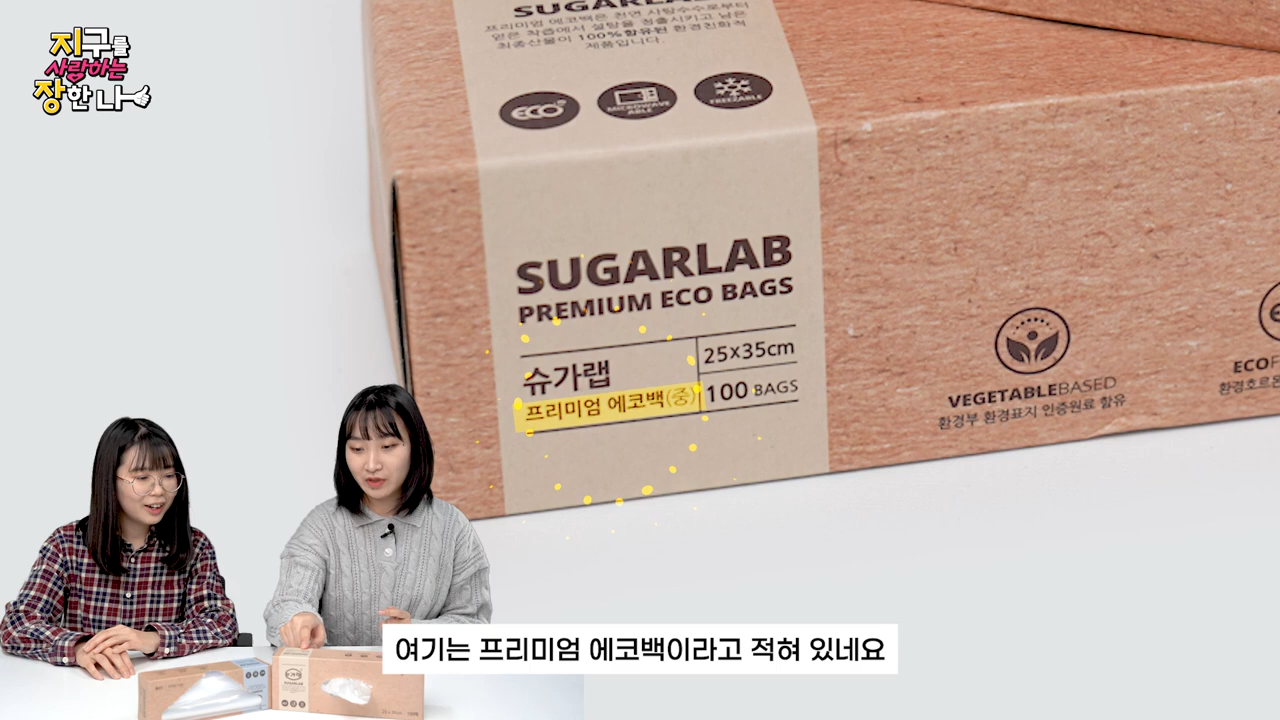 지구를
사랑하는
장한 나
SUGARLAB
프리미엄 에코백은 천연 사탕수수로부터
얻은 착즙에서 설탕을 정출시키고 남은
최종산물이 100%함유된 환경친화적
제품입니다.
ECO
MICROWAVE
ABLE
FREEZABLE
SUGARLAB
PREMIUM ECO BAGS
슈가랩
25x35cm
프리미엄 에코백(중)
100 BAGS
VEGETABLEBASED
환경부 환경표지 인증원료 함유
여기는 프리미엄 에코백이라고 적혀 있네요
SUGARLAB